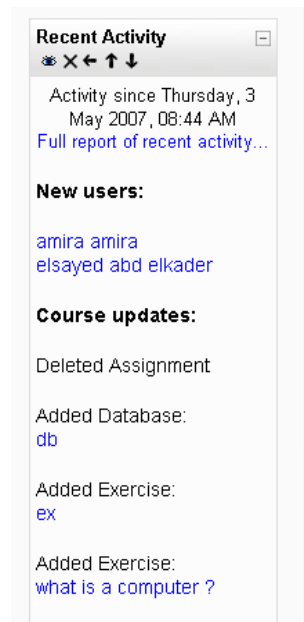 Recent Activity
Activity since Thursday, 3
May 2007, 08:44 AM
Full report of recent activity...
New users:
amira amira
elsayed abd elkader
Course updates:
Deleted Assignment
Added Database:
db
Added Exercise:
ex
Added Exercise:
what is a computer ?